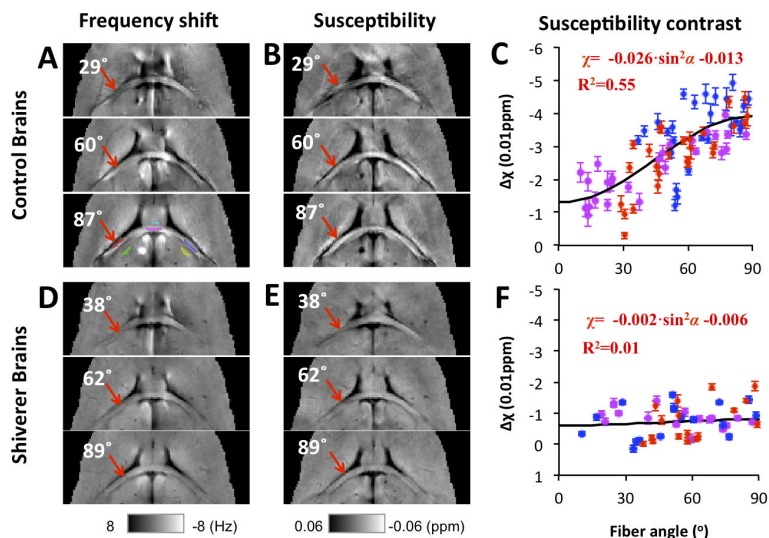 Frequency shift
Susceptibility
Susceptibility contrast
Control Brains
A
29°
60°
87°
B
29°
60°
87°
C
χ= -0.026·sin²α -0.013
R²=0.55
Δχ (0.01ppm)
-6
-5
-4
-3
-2
-1
0
0 30 60 90
Shiverer Brains
D
38°
62°
89°
E
38°
62°
89°
F
χ= -0.002·sin²α -0.006
R²=0.01
Δχ (0.01ppm)
-5
-4
-3
-2
-1
0
1
0 30 60 90
Fiber angle (°)
8 -8 (Hz)
0.06 -0.06 (ppm)